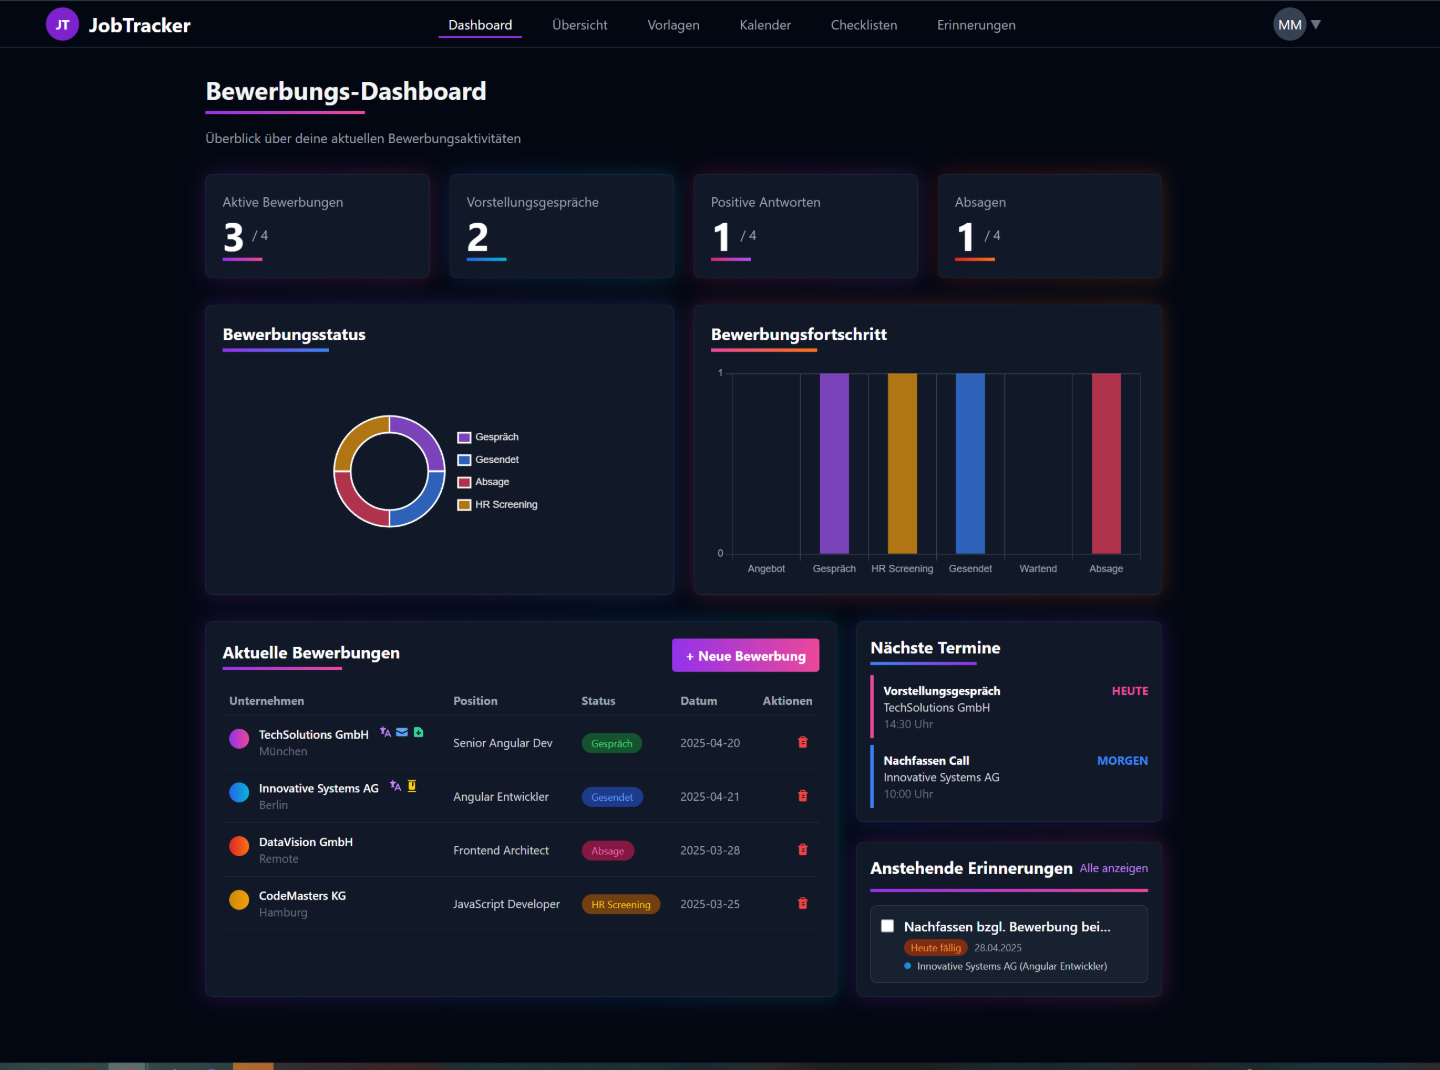 JT JobTracker
Dashboard Übersicht Vorlagen Kalender Checklisten Erinnerungen
MM ▼
Bewerbungs-Dashboard
Überblick über deine aktuellen Bewerbungsaktivitäten
Aktive Bewerbungen
3 / 4
Vorstellungsgespräche
2
Positive Antworten
1 / 4
Absagen
1 / 4
Bewerbungsstatus
Gespräch
Gesendet
Absage
HR Screening
Bewerbungsfortschritt
1
0
Angebot Gespräch HR Screening Gesendet Wartend Absage
Aktuelle Bewerbungen
+ Neue Bewerbung
Unternehmen Position Status Datum Aktionen
TechSolutions GmbH
München
Senior Angular Dev Gespräch 2025-04-20
Innovative Systems AG
Berlin
Angular Entwickler Gesendet 2025-04-21
DataVision GmbH
Remote
Frontend Architect Absage 2025-03-28
CodeMasters KG
Hamburg
JavaScript Developer HR Screening 2025-03-25
Nächste Termine
Vorstellungsgespräch HEUTE
TechSolutions GmbH
14:30 Uhr
Nachfassen Call MORGEN
Innovative Systems AG
10:00 Uhr
Anstehende Erinnerungen Alle anzeigen
Nachfassen bzgl. Bewerbung bei...
Heute fällig 28.04.2025
Innovative Systems AG (Angular Entwickler)